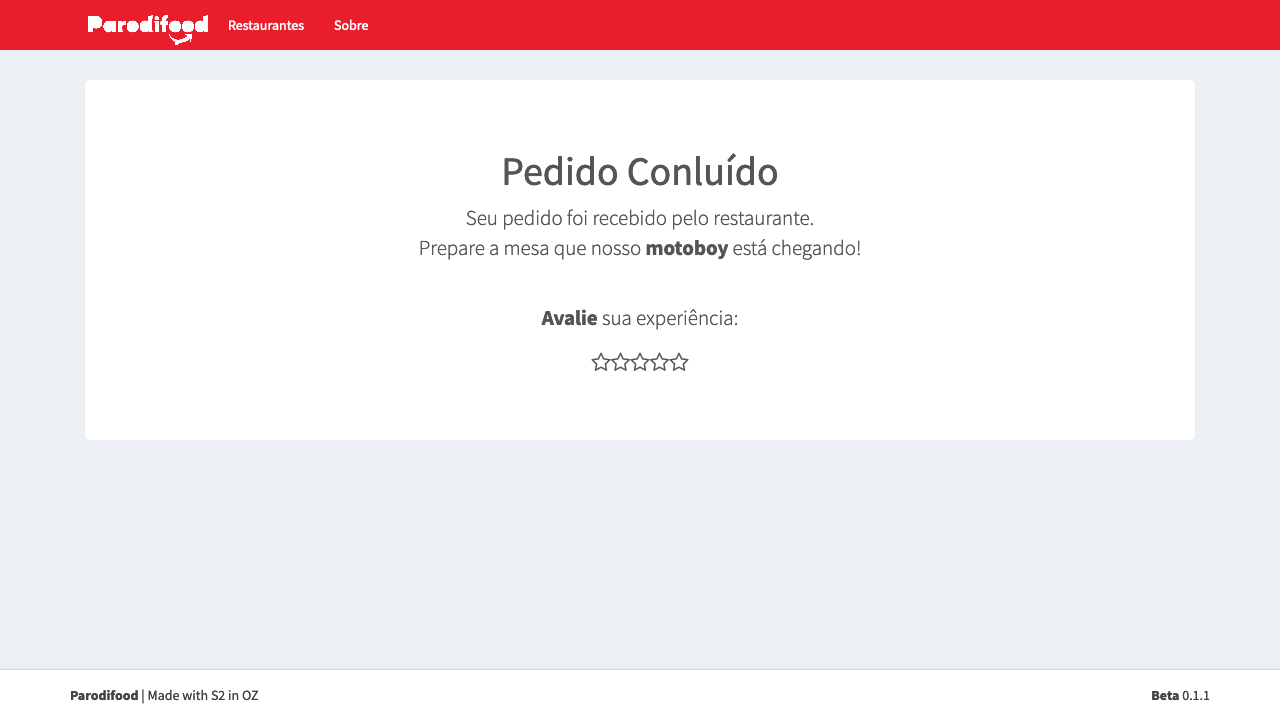 Parodifood Restaurantes Sobre
Pedido Conluído
Seu pedido foi recebido pelo restaurante.
Prepare a mesa que nosso motoboy está chegando!
Avalie sua experiência:
Parodifood | Made with S2 in OZ
Beta 0.1.1